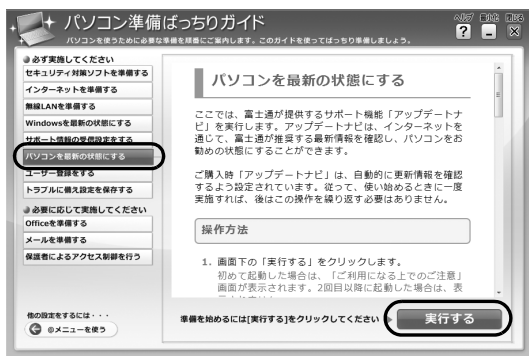 パソコン準備ばっちりガイド
パソコンを使うために必要な準備を順番にご案内します。このガイドを使ってばっちり準備しましょう。
ヘルプ 最小化 閉じる
? - X
必ず実施してください
セキュリティ対策ソフトを準備する
インターネットを準備する
無線LANを準備する
Windowsを最新の状態にする
サポート情報の受信設定をする
パソコンを最新の状態にする
ユーザー登録をする
トラブルに備え設定を保存する
必要に応じて実施してください
Officeを準備する
メールを準備する
保護者によるアクセス制御を行う
他の設定をするには・・・
@メニューを使う
パソコンを最新の状態にする
ここでは、富士通が提供するサポート機能「アップデートナ
ビ」を実行します。アップデートナビは、インターネットを
通じて、富士通が推奨する最新情報を確認し、パソコンをお
勧めの状態にすることができます。
ご購入時「アップデートナビ」は、自動的に更新情報を確認
するよう設定されています。従って、使い始めるときに一度
実施すれば、後はこの操作を繰り返す必要はありません。
操作方法
1. 画面下の「実行する」をクリックします。
初めて起動した場合は、「ご利用になる上でのご注意」
画面が表示されます。2回目以降に起動した場合は、表
準備を始めるには[実行する]をクリックしてください
実行する